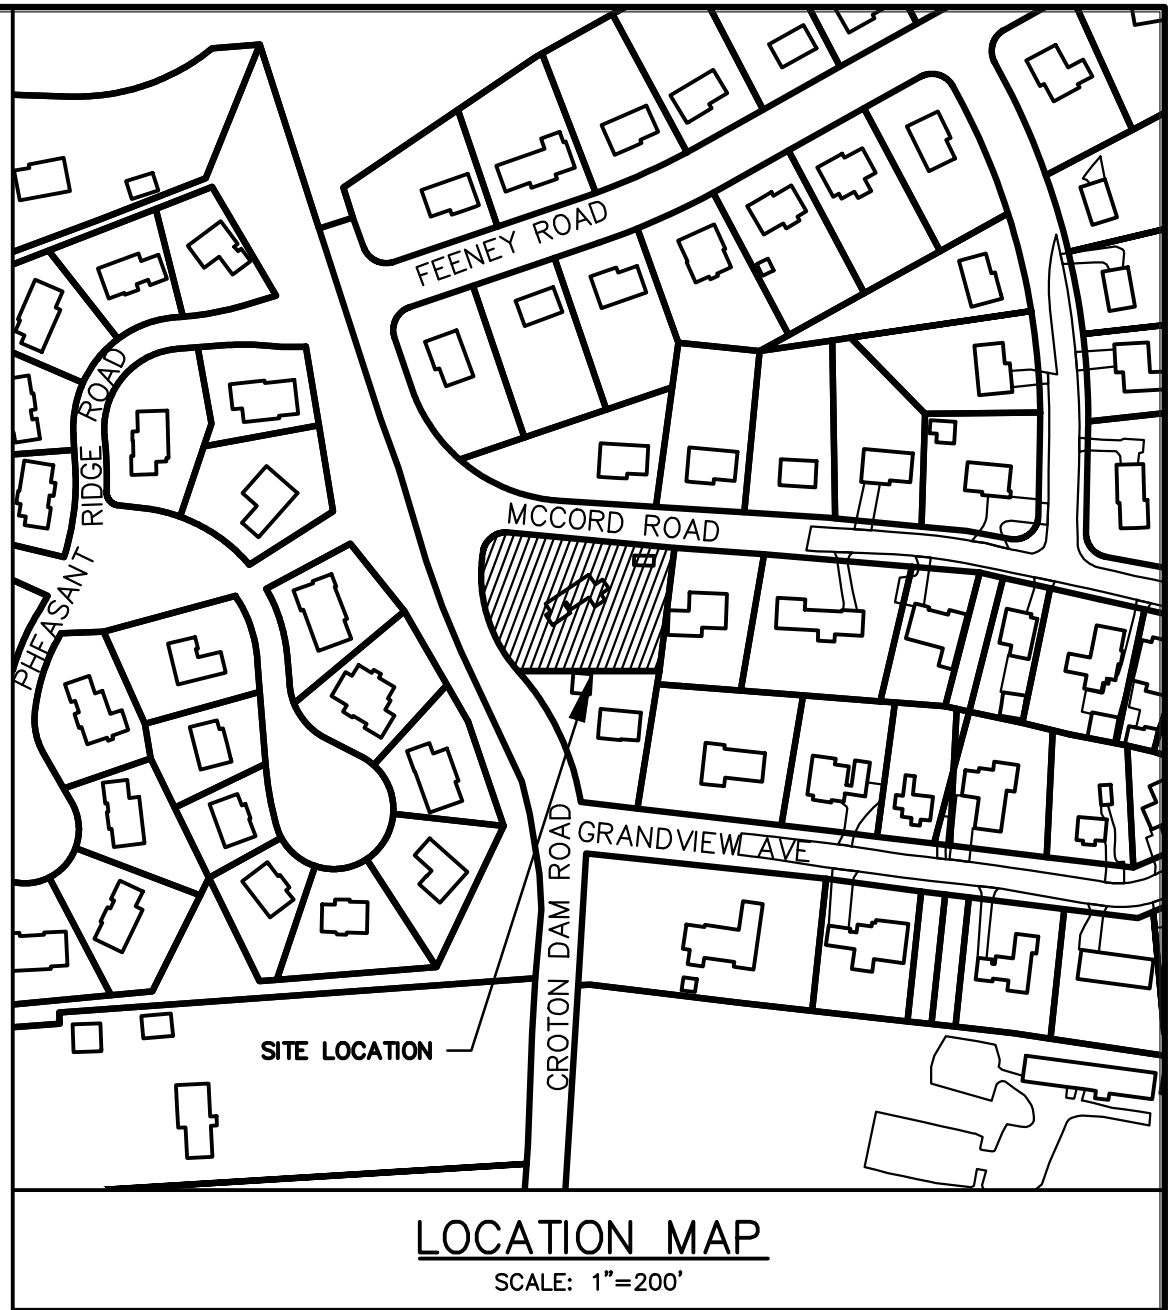 FEENEY ROAD
PHEASANT RIDGE ROAD
MCCORD ROAD
GRANDVIEW AVE
CROTON DAM ROAD
SITE LOCATION
LOCATION MAP
SCALE: 1"=200'